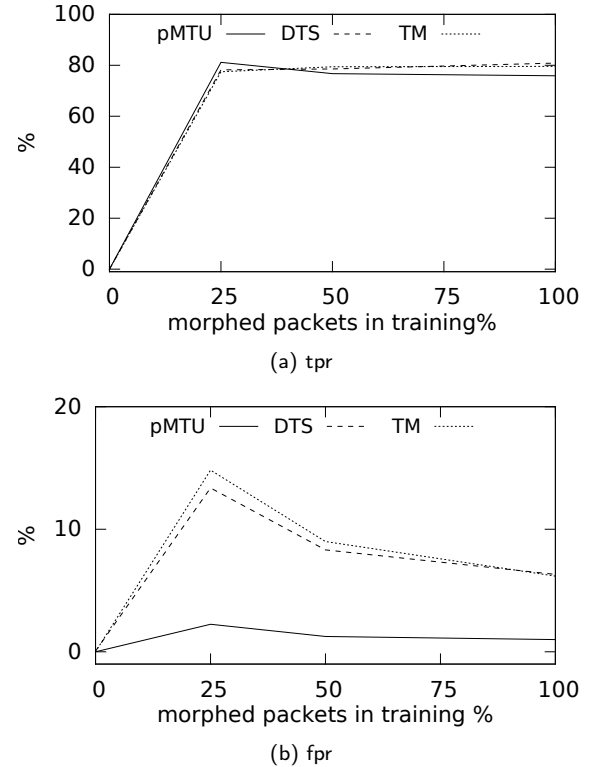 100
pMTU DTS TM
80
60
%
40
20
0
0 25 50 75 100
morphed packets in training%
(a) tpr
20
pMTU DTS TM
%
10
0
0 25 50 75 100
morphed packets in training %
(b) fpr